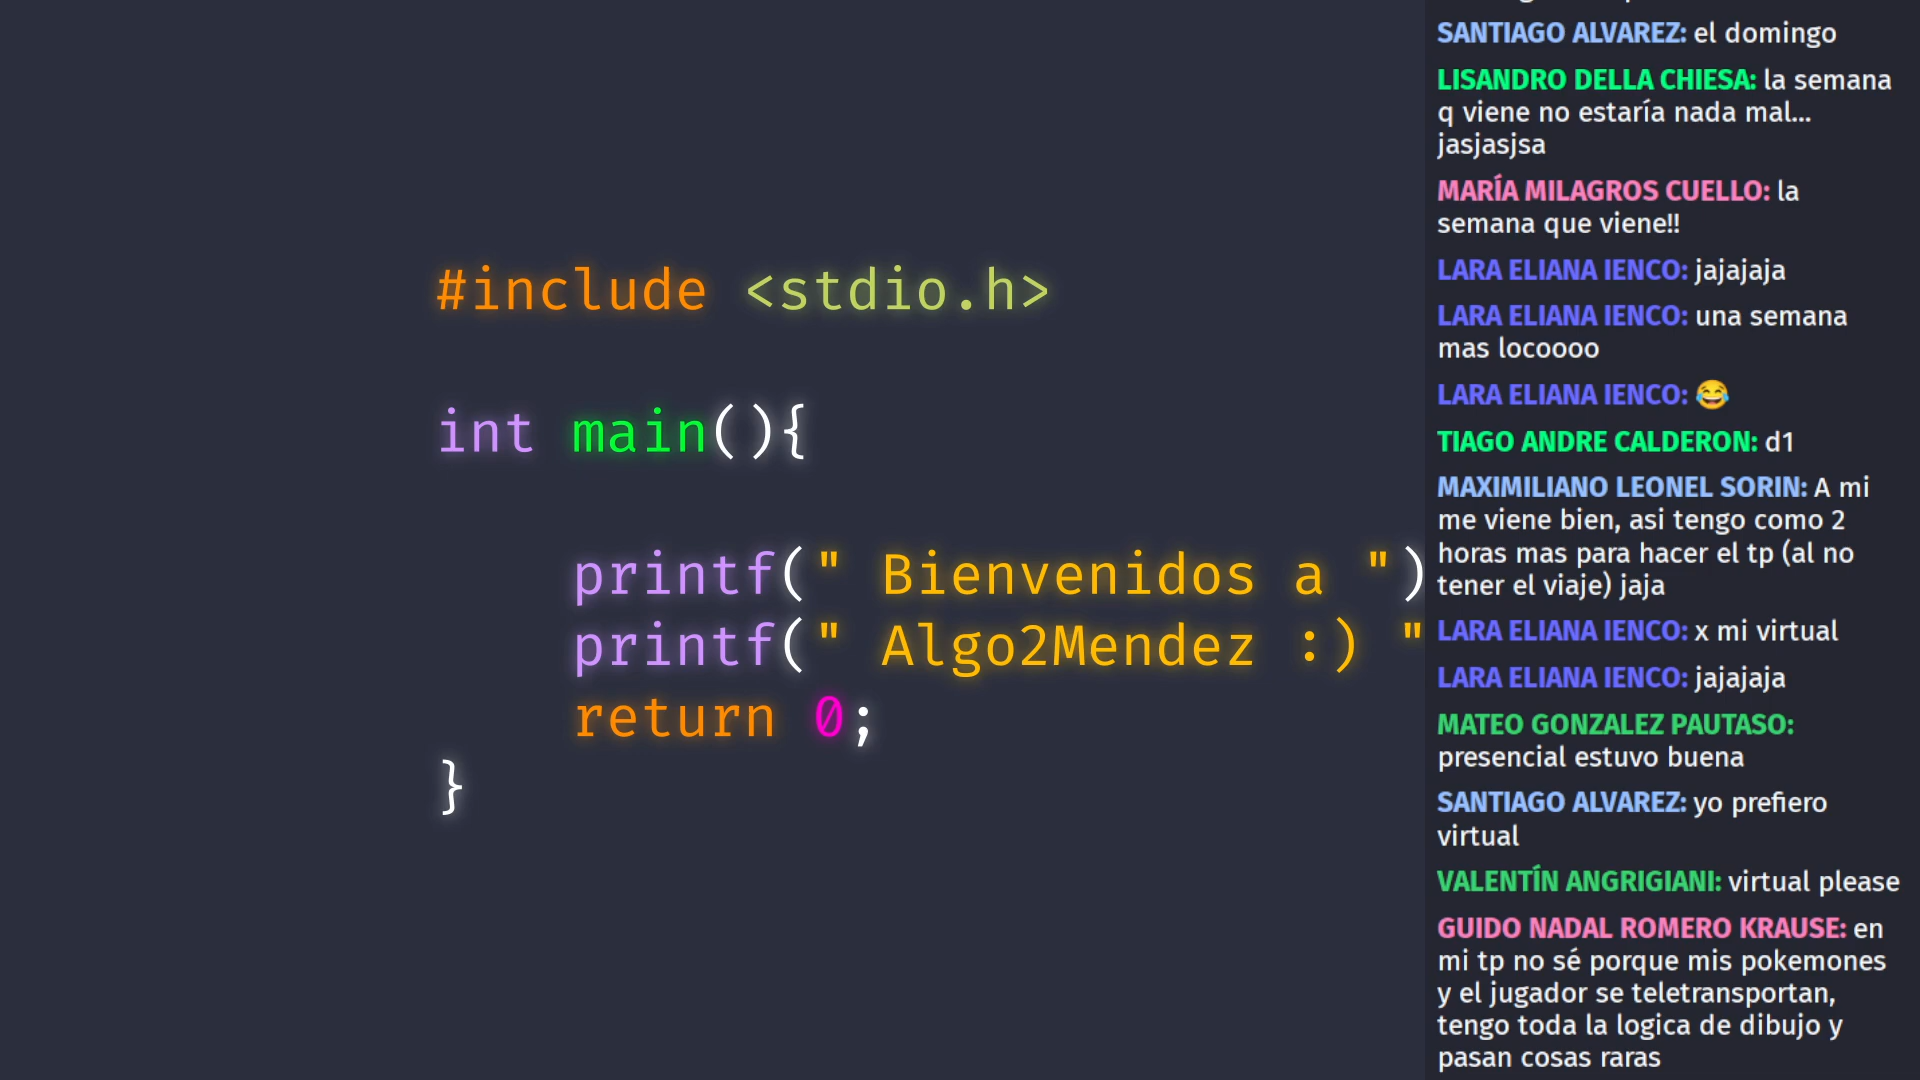 #include <stdio.h>
int main(){
printf(" Bienvenidos a ")
printf(" Algo2Mendez :) "
return 0;
}
SANTIAGO ALVAREZ: el domingo
LISANDRO DELLA CHIESA: la semana
q viene no estaría nada mal...
jasjasjsa
MARÍA MILAGROS CUELLO: la
semana que viene!!
LARA ELIANA IENCO: jajajaja
LARA ELIANA IENCO: una semana
mas locoooo
LARA ELIANA IENCO: 😂
TIAGO ANDRE CALDERON: d1
MAXIMILIANO LEONEL SORIN: A mi
me viene bien, asi tengo como 2
horas mas para hacer el tp (al no
tener el viaje) jaja
LARA ELIANA IENCO: x mi virtual
LARA ELIANA IENCO: jajajaja
MATEO GONZALEZ PAUTASO:
presencial estuvo buena
SANTIAGO ALVAREZ: yo prefiero
virtual
VALENTÍN ANGRIGIANI: virtual please
GUIDO NADAL ROMERO KRAUSE: en
mi tp no sé porque mis pokemones
y el jugador se teletransportan,
tengo toda la logica de dibujo y
pasan cosas raras